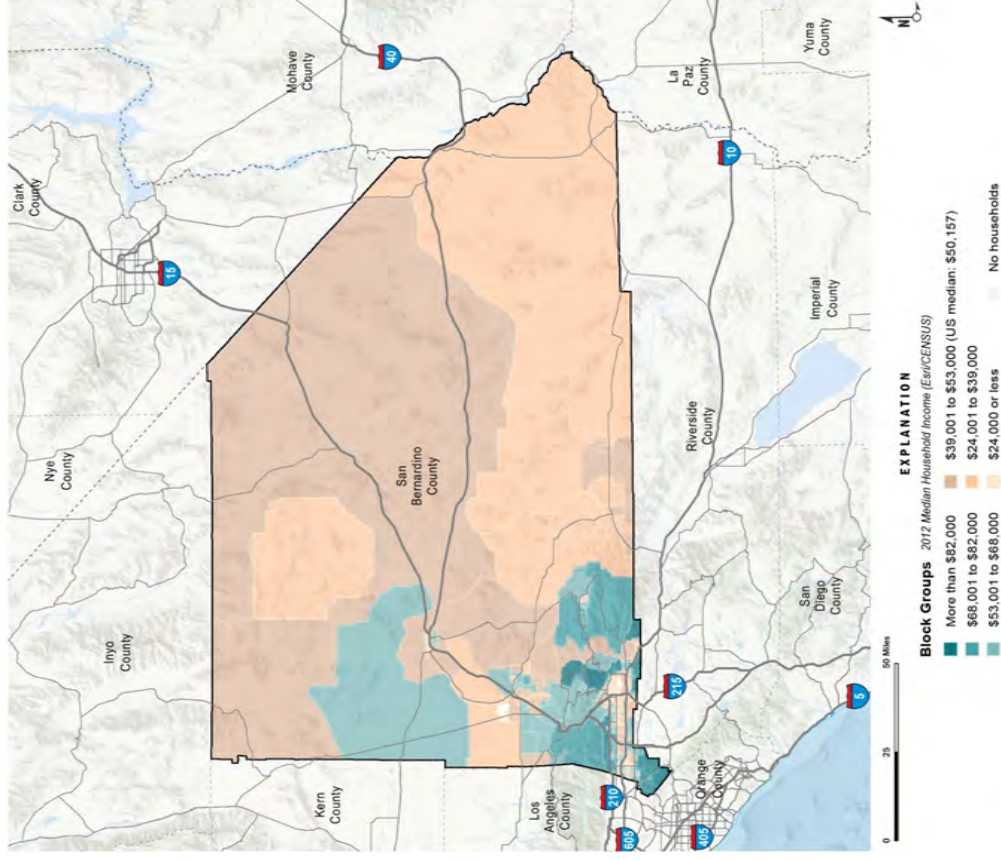 Clark
County
Nye
County
Inyo
County
Kern
County
Los
Angeles
County
Orange
County
San
Diego
County
Riverside
County
Imperial
County
San
Bernardino
County
Mohave
County
La
Paz
County
Yuma
County
15
40
10
215
210
605
405
5
N
0 25 50 Miles
EXPLANATION
Block Groups 2012 Median Household Income (Esri/CENSUS)
More than $82,000
$68,001 to $82,000
$53,001 to $68,000
$39,001 to $53,000 (US median: $50,157)
$24,001 to $39,000
$24,000 or less
No households